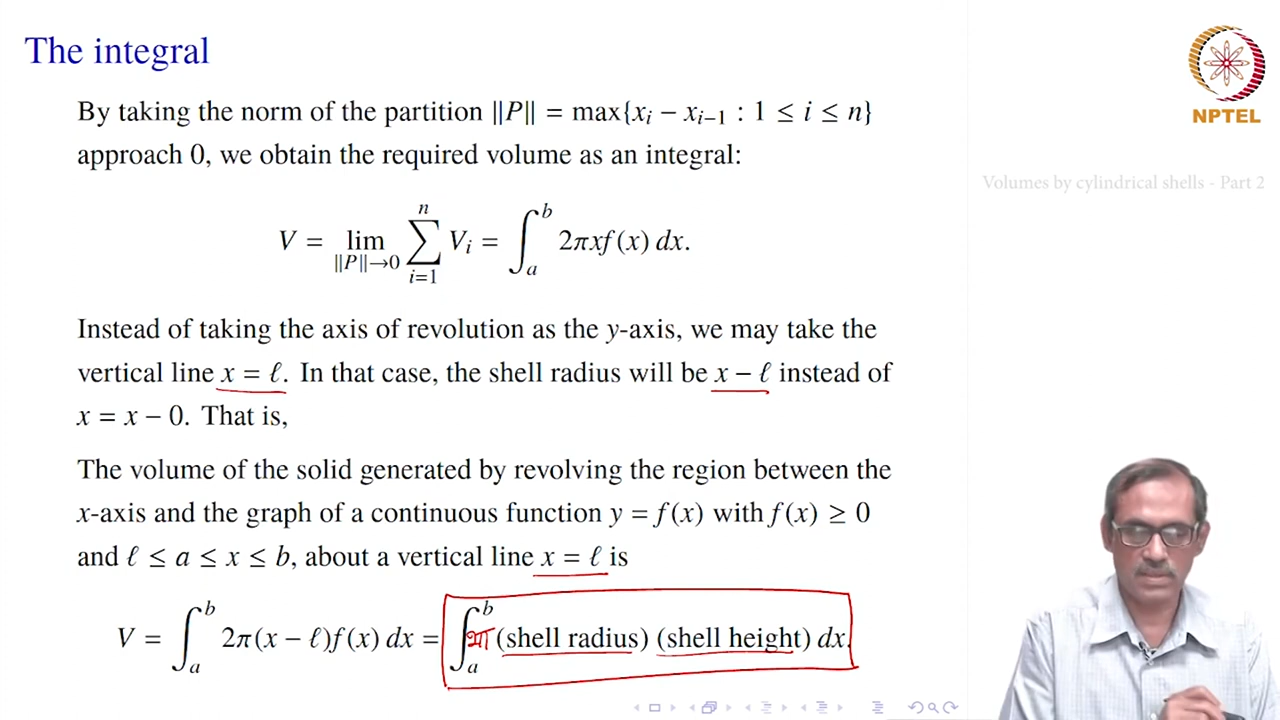 The integral
NPTEL
By taking the norm of the partition ‖P‖ = max{xᵢ − xᵢ₋₁ : 1 ≤ i ≤ n}
approach 0, we obtain the required volume as an integral:
Volumes by cylindrical shells - Part 2
V = lim_{‖P‖→0} ∑_{i=1}^{n} Vᵢ = ∫_a^b 2πxf(x) dx.
Instead of taking the axis of revolution as the y-axis, we may take the
vertical line x = ℓ. In that case, the shell radius will be x − ℓ instead of
x = x − 0. That is,
The volume of the solid generated by revolving the region between the
x-axis and the graph of a continuous function y = f(x) with f(x) ≥ 0
and ℓ ≤ a ≤ x ≤ b, about a vertical line x = ℓ is
V = ∫_a^b 2π(x − ℓ)f(x) dx = ∫_a^b (shell radius) (shell height) dx.